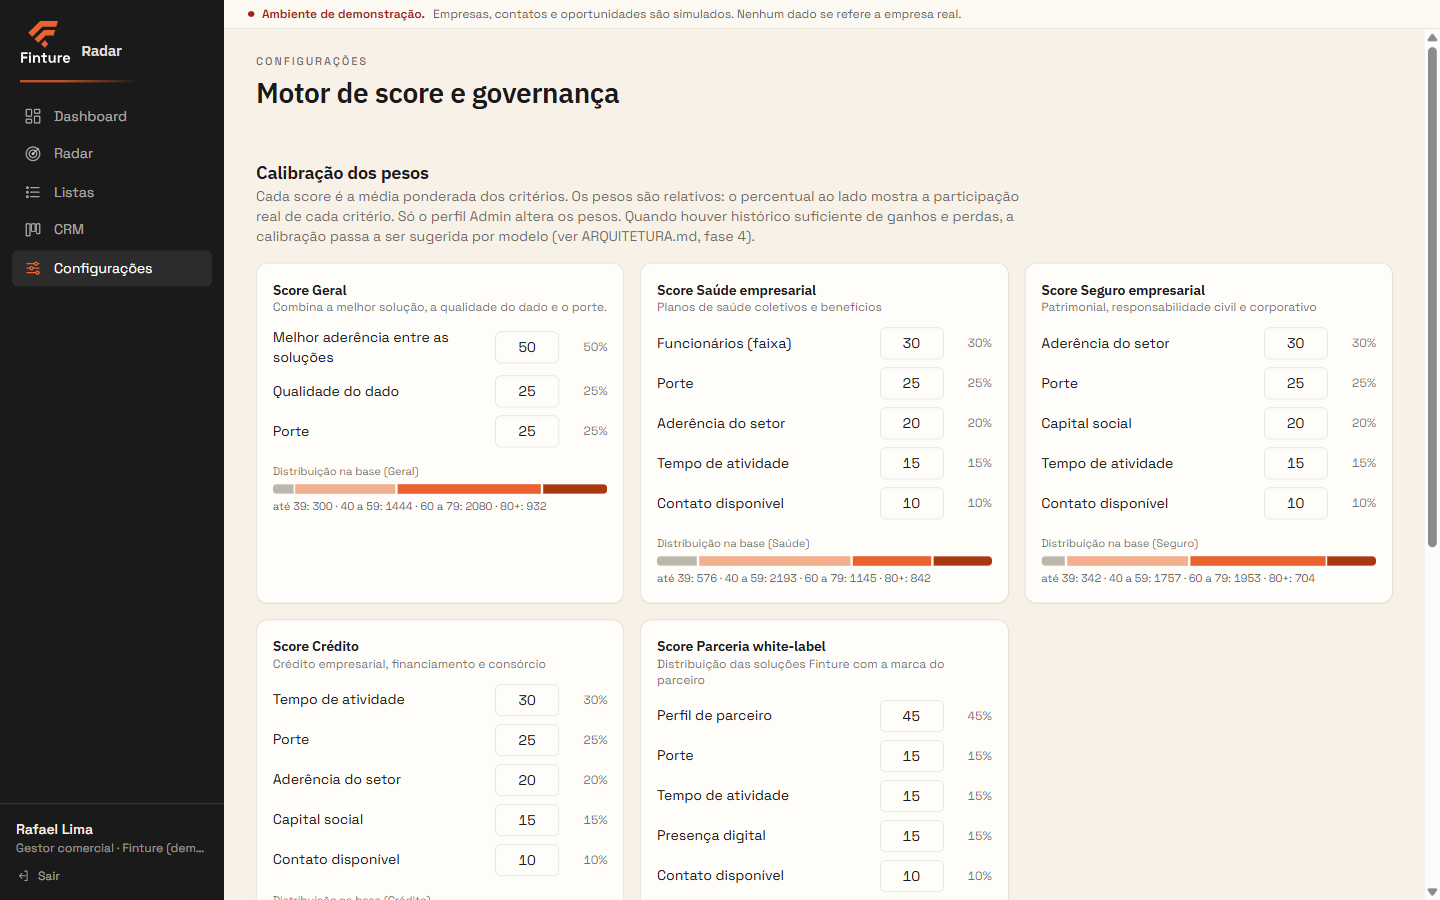 Finture Radar
Dashboard
Radar
Listas
CRM
Configurações
Rafael Lima
Gestor comercial · Finture (dem...
Sair
Ambiente de demonstração. Empresas, contatos e oportunidades são simulados. Nenhum dado se refere a empresa real.
CONFIGURAÇÕES
Motor de score e governança
Calibração dos pesos
Cada score é a média ponderada dos critérios. Os pesos são relativos: o percentual ao lado mostra a participação
real de cada critério. Só o perfil Admin altera os pesos. Quando houver histórico suficiente de ganhos e perdas, a
calibração passa a ser sugerida por modelo (ver ARQUITETURA.md, fase 4).
Score Geral
Combina a melhor solução, a qualidade do dado e o porte.
Melhor aderência entre as
soluções 50 50%
Qualidade do dado 25 25%
Porte 25 25%
Distribuição na base (Geral)
até 39: 300 · 40 a 59: 1444 · 60 a 79: 2080 · 80+: 932
Score Saúde empresarial
Planos de saúde coletivos e benefícios
Funcionários (faixa) 30 30%
Porte 25 25%
Aderência do setor 20 20%
Tempo de atividade 15 15%
Contato disponível 10 10%
Distribuição na base (Saúde)
até 39: 576 · 40 a 59: 2193 · 60 a 79: 1145 · 80+: 842
Score Seguro empresarial
Patrimonial, responsabilidade civil e corporativo
Aderência do setor 30 30%
Porte 25 25%
Capital social 20 20%
Tempo de atividade 15 15%
Contato disponível 10 10%
Distribuição na base (Seguro)
até 39: 342 · 40 a 59: 1757 · 60 a 79: 1953 · 80+: 704
Score Crédito
Crédito empresarial, financiamento e consórcio
Tempo de atividade 30 30%
Porte 25 25%
Aderência do setor 20 20%
Capital social 15 15%
Contato disponível 10 10%
Distribuição na base (Crédito)
Score Parceria white-label
Distribuição das soluções Finture com a marca do
parceiro
Perfil de parceiro 45 45%
Porte 15 15%
Tempo de atividade 15 15%
Presença digital 15 15%
Contato disponível 10 10%